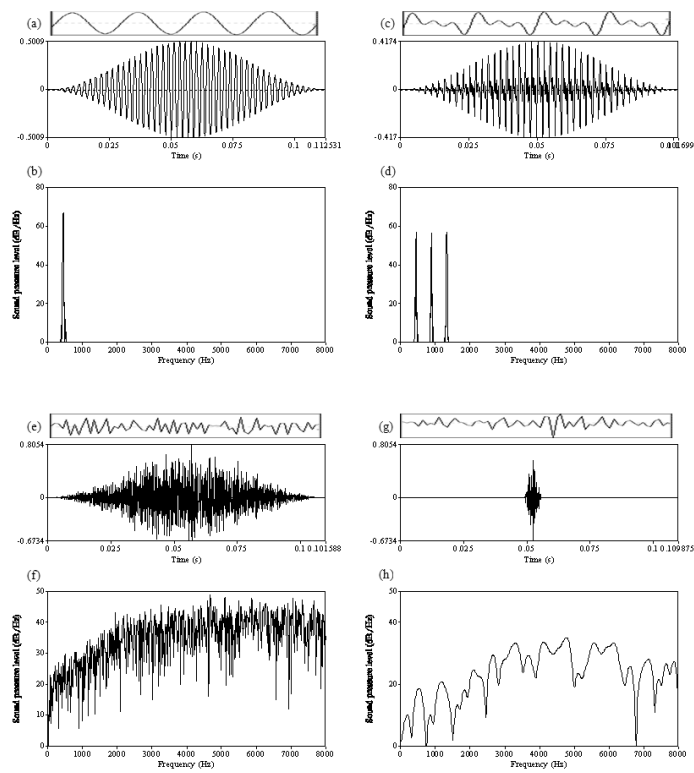 (a)
0.5009
0
-0.5009
0 0.025 0.05 0.075 0.1 0.112531
Time (s)
(c)
0.4174
0
-0.417
0 0.025 0.05 0.075
Time (s)
(b)
Sound pressure level (dB/Hz)
80
60
40
20
0
0 1000 2000 3000 4000 5000 6000 7000 8000
Frequency (Hz)
(d)
Sound pressure level (dB/Hz)
80
60
40
20
0
0 1000 2000 3000 4000 5000 6000 7000 8000
Frequency (Hz)
(e)
0.8054
0
-0.6734
0 0.025 0.05 0.075 0.1 0.101588
Time (s)
(g)
0.8054
0
-0.6734
0 0.025 0.05 0.075 0.1 0.109875
Time (s)
(f)
Sound pressure level (dB/Hz)
50
40
30
20
10
0
0 1000 2000 3000 4000 5000 6000 7000 8000
Frequency (Hz)
(h)
Sound pressure level (dB/Hz)
50
40
20
0
0 1000 2000 3000 4000 5000 6000 7000 8000
Frequency (Hz)